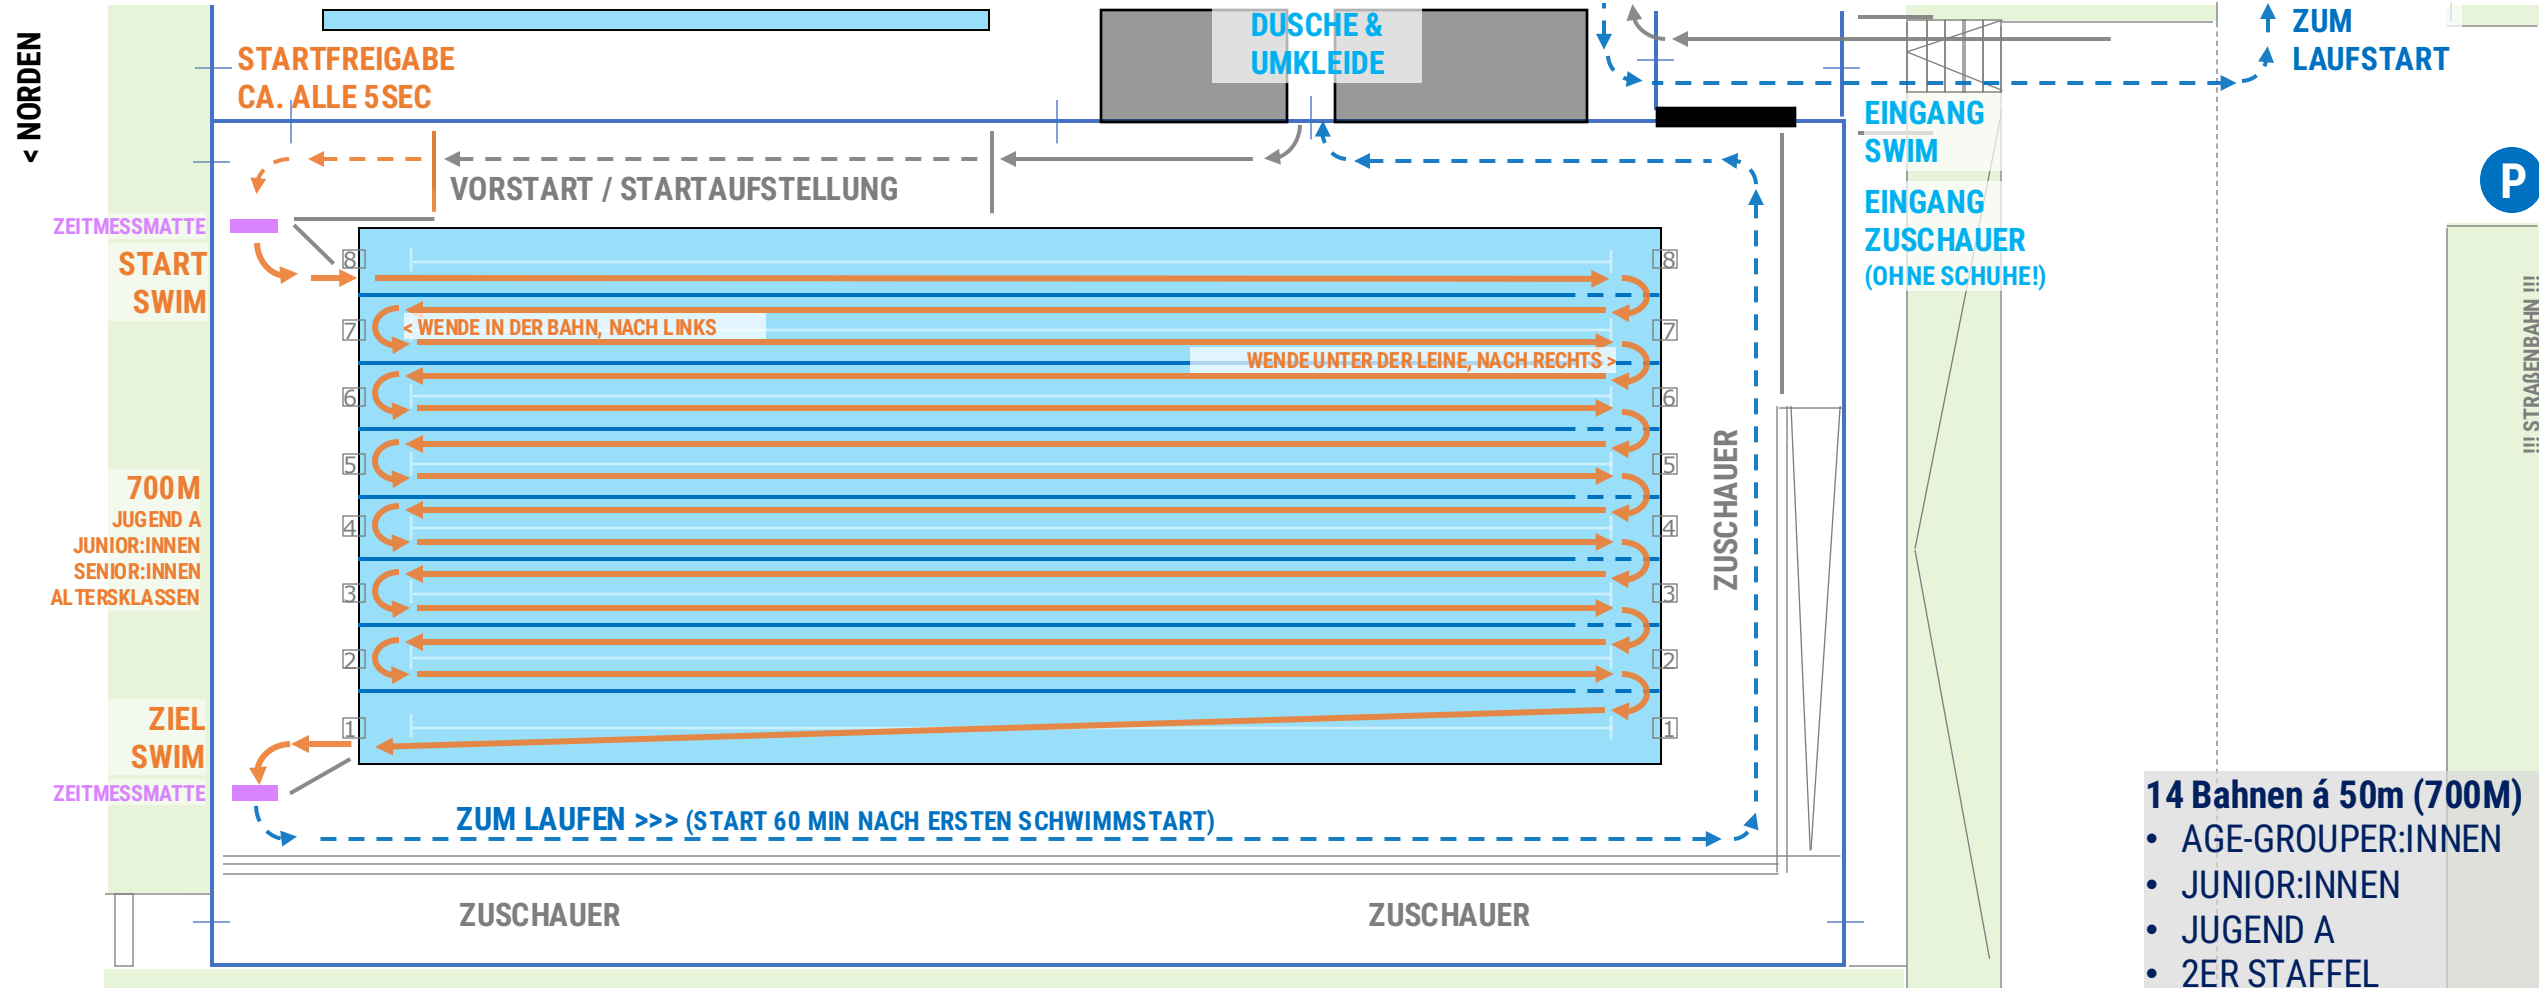 < NORDEN
STARTFREIGABE
CA. ALLE 5SEC
DUSCHE &
UMKLEIDE
ZUM
LAUFSTART
EINGANG
SWIM
EINGANG
ZUSCHAUER
(OHNE SCHUHE!)
P
!!! STRAßENBAHN !!!
VORSTART / STARTAUFSTELLUNG
ZEITMESSMATTE
START
SWIM
8
8
7
< WENDE IN DER BAHN, NACH LINKS
7
WENDE UNTER DER LEINE, NACH RECHTS >
6
6
5
5
4
4
3
3
2
2
1
1
ZUSCHAUER
700M
JUGEND A
JUNIOR:INNEN
SENIOR:INNEN
ALTERSKLASSEN
ZIEL
SWIM
ZEITMESSMATTE
ZUM LAUFEN >>> (START 60 MIN NACH ERSTEN SCHWIMMSTART)
ZUSCHAUER
ZUSCHAUER
14 Bahnen á 50m (700M)
• AGE-GROUPER:INNEN
• JUNIOR:INNEN
• JUGEND A
• 2ER STAFFEL